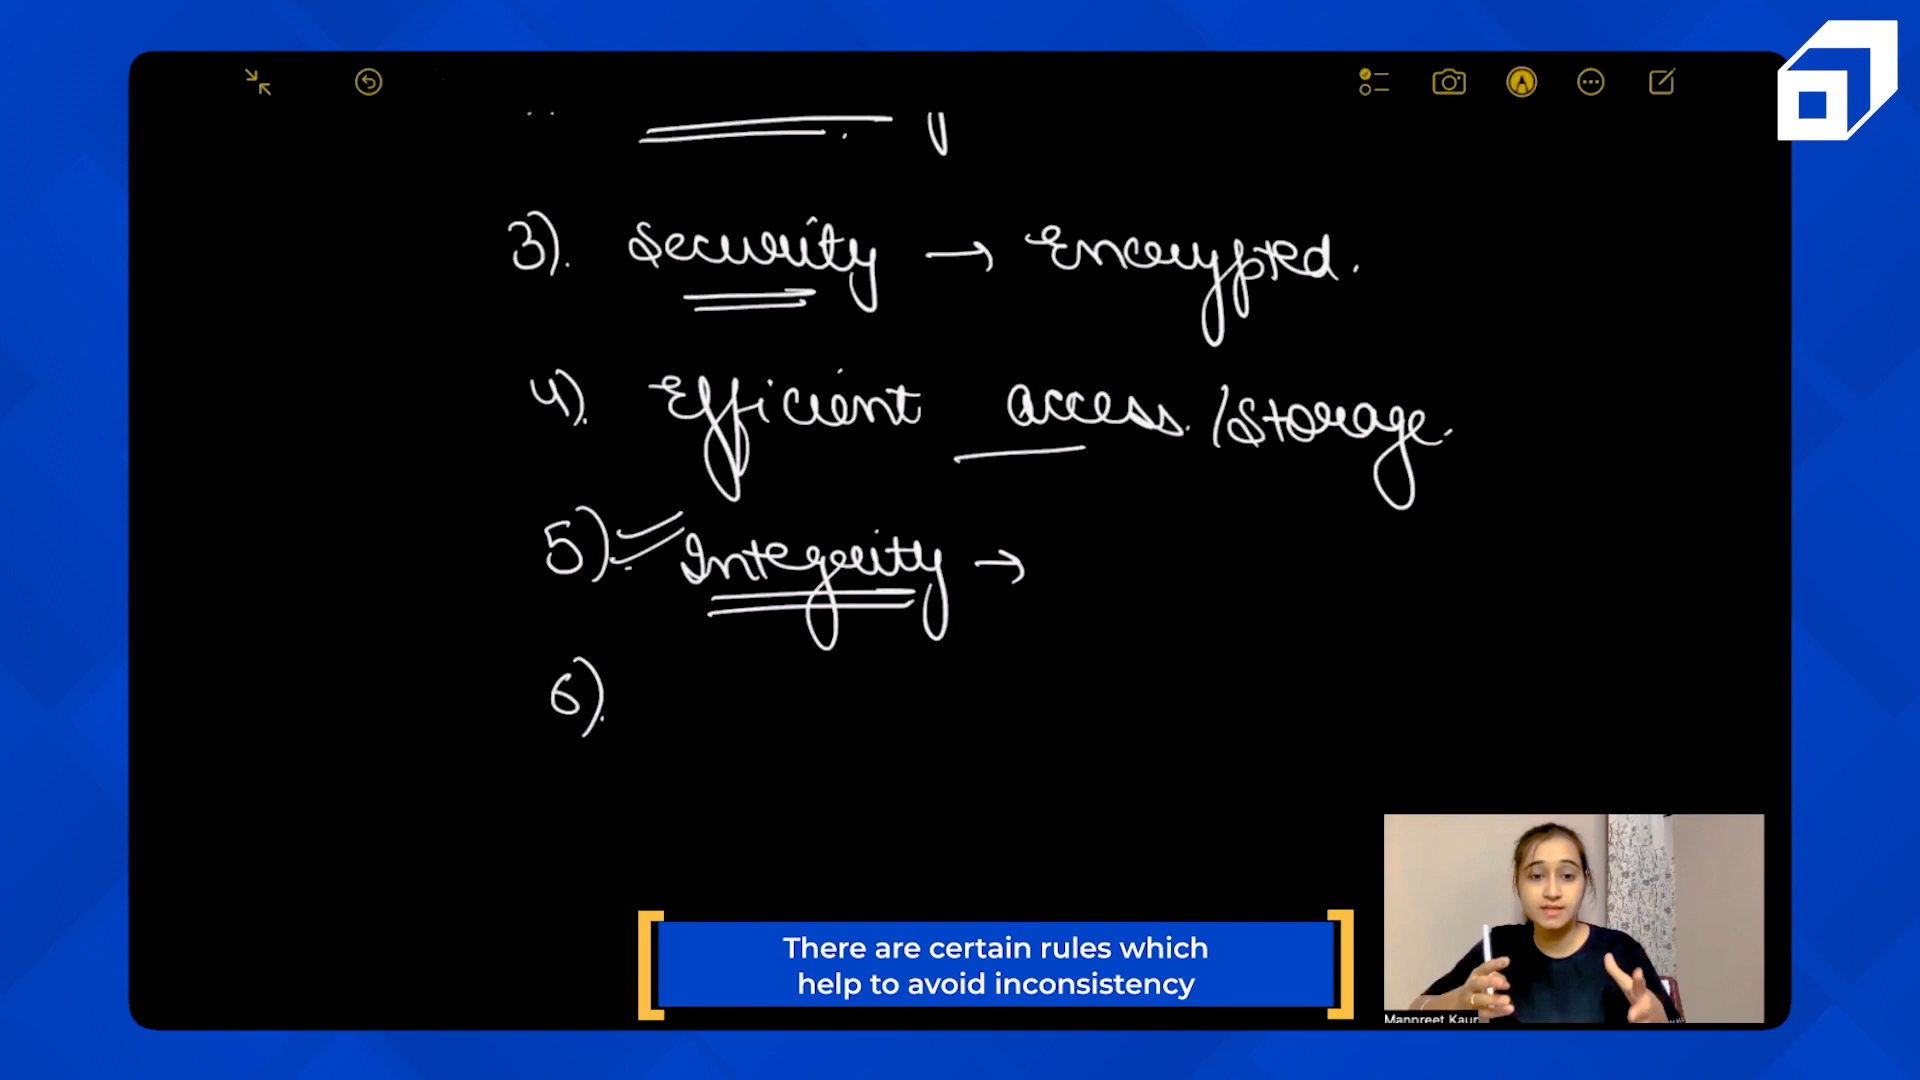 3). Security → Encrypted.
4). Efficient access. / Storage.
5). Integrity →
6).
There are certain rules which
help to avoid inconsistency
Manpreet Kaur